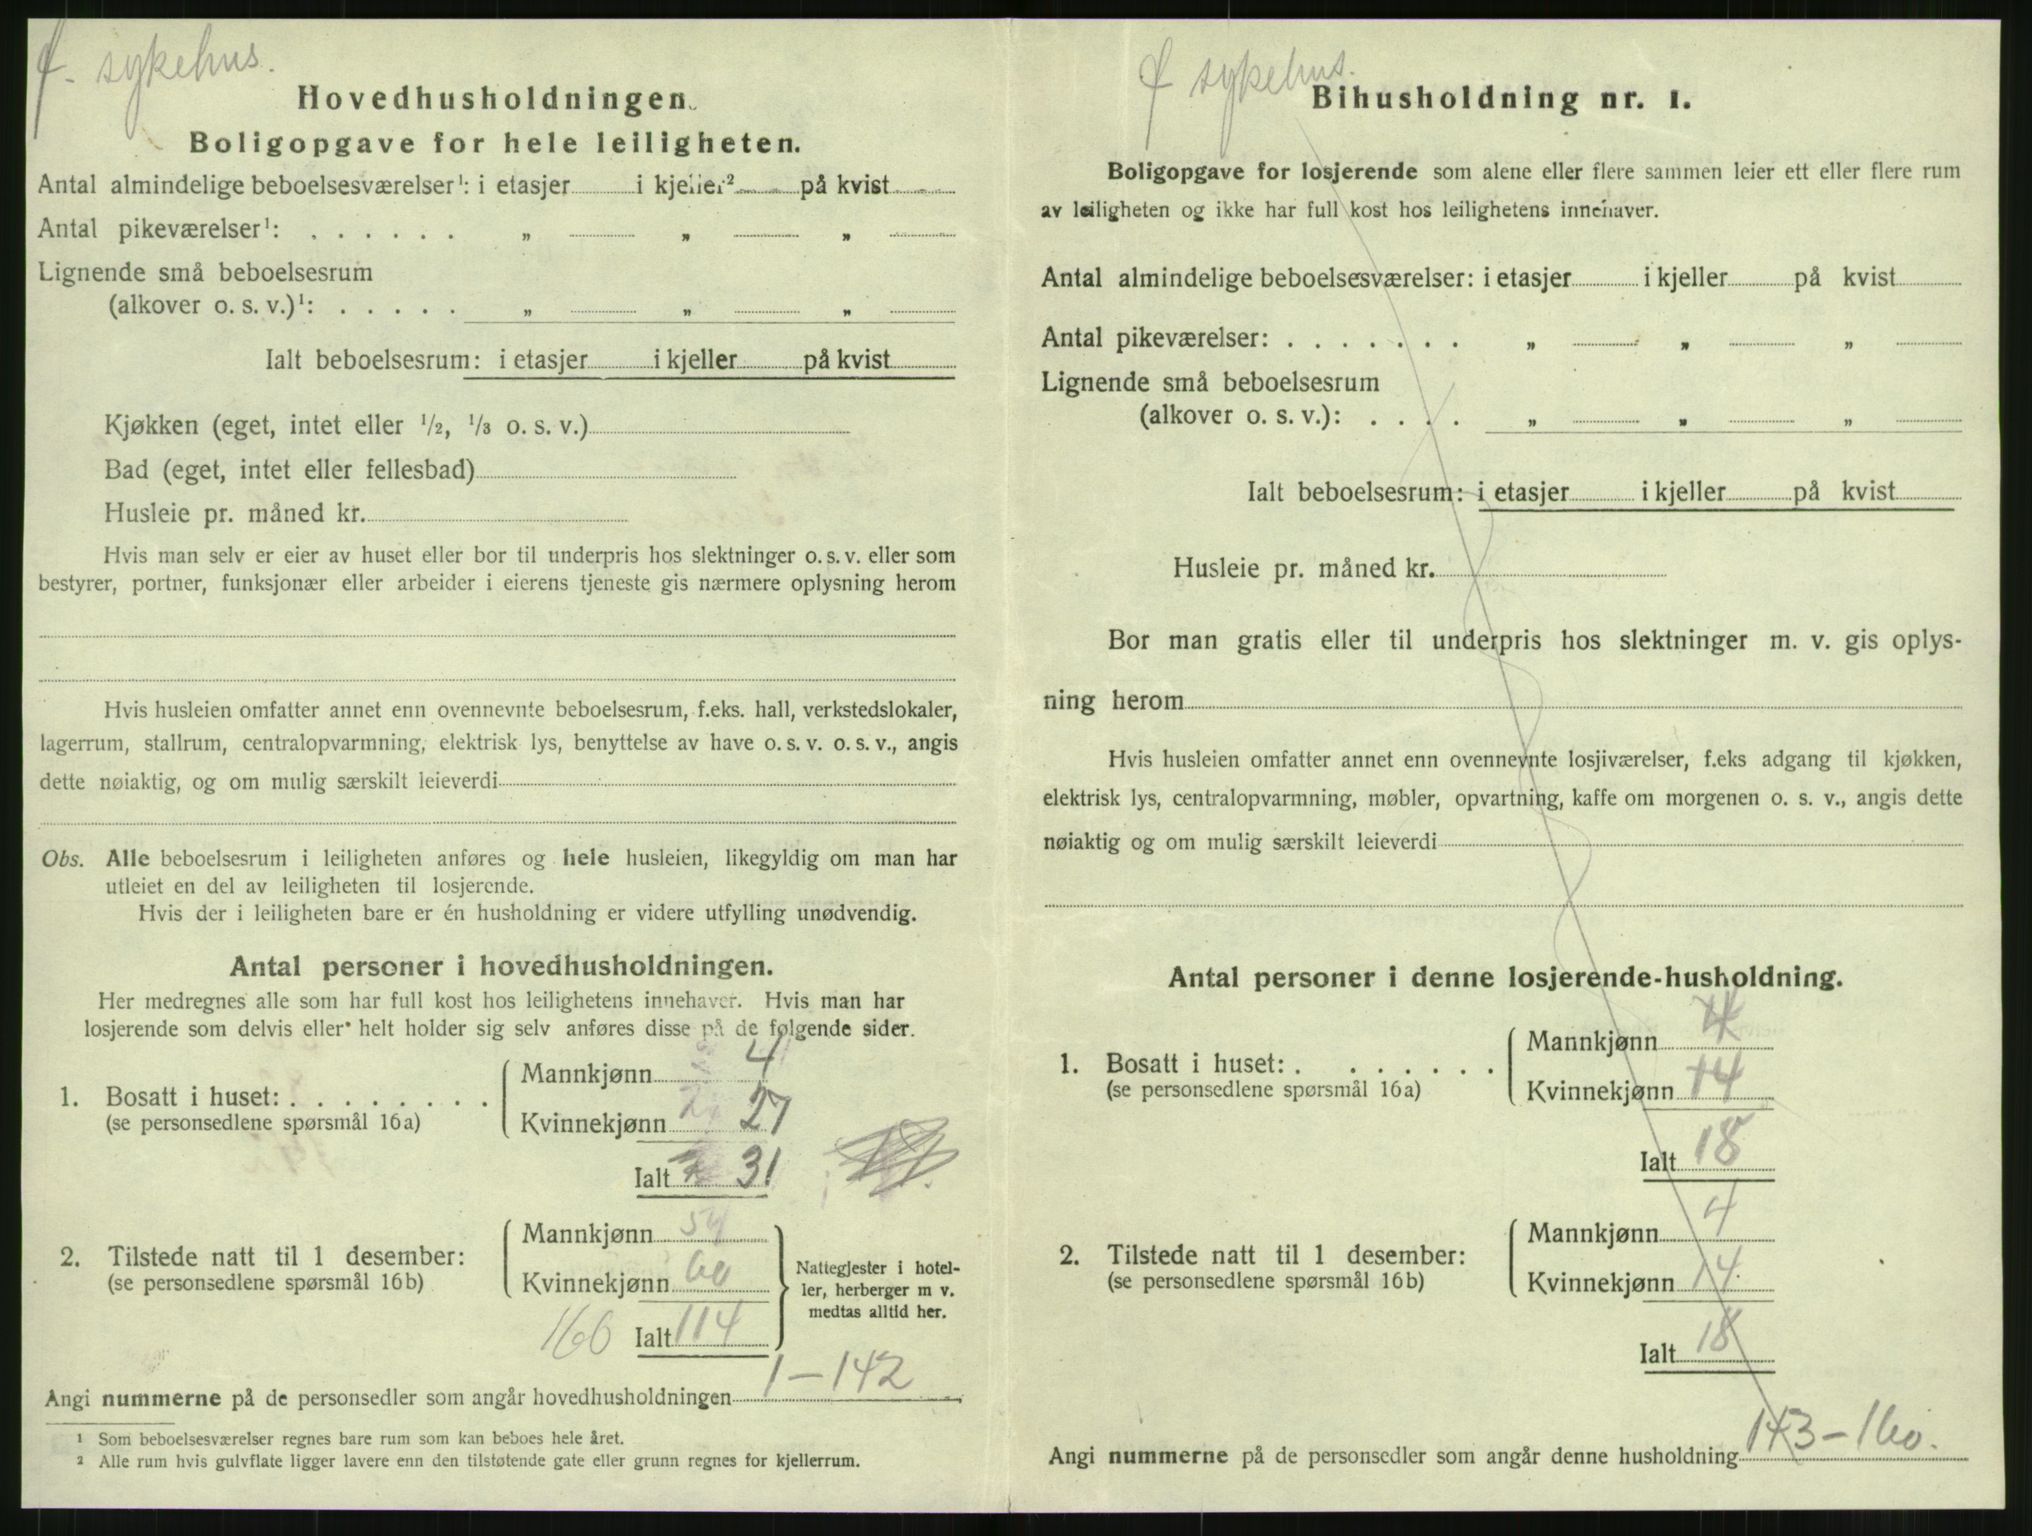 sykehus.
Hovedhusholdningen.
Boligopgave for hele leiligheten.
Antal almindelige beboelsesværelser¹: i etasjer i kjeller² på kvist
Antal pikeværelser¹: . . . . . . „ „ „
Lignende små beboelsesrum
(alkover o. s. v.)¹: . . . . . „ „ „
Ialt beboelsesrum: i etasjer i kjeller på kvist
Kjøkken (eget, intet eller ¹/2, ¹/3 o. s. v.)
Bad (eget, intet eller fellesbad)
Husleie pr. måned kr.
Hvis man selv er eier av huset eller bor til underpris hos slektninger o. s. v. eller som
bestyrer, portner, funksjonær eller arbeider i eierens tjeneste gis nærmere oplysning herom
Hvis husleien omfatter annet enn ovennevnte beboelsesrum, f.eks. hall, verkstedslokaler,
lagerrum, stallrum, centralopvarmning, elektrisk lys, benyttelse av have o. s. v. o. s. v., angis
dette nøiaktig, og om mulig særskilt leieverdi
Obs. Alle beboelsesrum i leiligheten anføres og hele husleien, likegyldig om man har
utleiet en del av leiligheten til losjerende.
Hvis der i leiligheten bare er én husholdning er videre utfylling unødvendig.
Antal personer i hovedhusholdningen.
Her medregnes alle som har full kost hos leilighetens innehaver. Hvis man har
losjerende som delvis eller helt holder sig selv anføres disse på de følgende sider.
Mannkjønn 4
1. Bosatt i huset: . . . . . . . .
(se personsedlene spørsmål 16a)
Kvinnekjønn 27
Ialt 31
Mannkjønn 54
2. Tilstede natt til 1 desember:
(se personsedlene spørsmål 16b)
Kvinnekjønn 60
Nattegjester i hotel-
ler, herberger m v.
medtas alltid her.
160 Ialt 114
Angi nummerne på de personsedler som angår hovedhusholdningen 1-142
¹ Som beboelsesværelser regnes bare rum som kan beboes hele året.
² Alle rum hvis gulvflate ligger lavere enn den tilstøtende gate eller grunn regnes for kjellerrum.
sykehus.
Bihusholdning nr. 1.
Boligopgave for losjerende som alene eller flere sammen leier ett eller flere rum
av leiligheten og ikke har full kost hos leilighetens innehaver.
Antal almindelige beboelsesværelser: i etasjer i kjeller på kvist
Antal pikeværelser: . . . . . . . „ „ „
Lignende små beboelsesrum
(alkover o. s. v.): . . . . „ „ „
Ialt beboelsesrum: i etasjer i kjeller på kvist
Husleie pr. måned kr.
Bor man gratis eller til underpris hos slektninger m. v. gis oplys-
ning herom
Hvis husleien omfatter annet enn ovennevnte losjiværelser, f.eks adgang til kjøkken,
elektrisk lys, centralopvarmning, møbler, opvartning, kaffe om morgenen o. s. v., angis dette
nøiaktig og om mulig særskilt leieverdi
Antal personer i denne losjerende-husholdning.
Mannkjønn 4
1. Bosatt i huset: . . . . . . .
(se personsedlene spørsmål 16a)
Kvinnekjønn 14
Ialt 18
Mannkjønn 4
2. Tilstede natt til 1 desember:
(se personsedlene spørsmål 16b)
Kvinnekjønn 14
Ialt 18
Angi nummerne på de personsedler som angår denne husholdning 143-160.